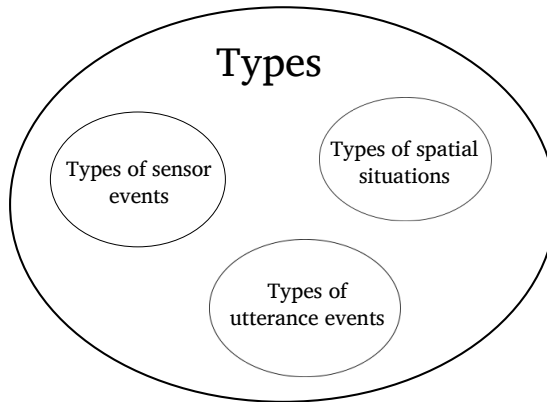 Types
Types of sensor
events
Types of spatial
situations
Types of
utterance events